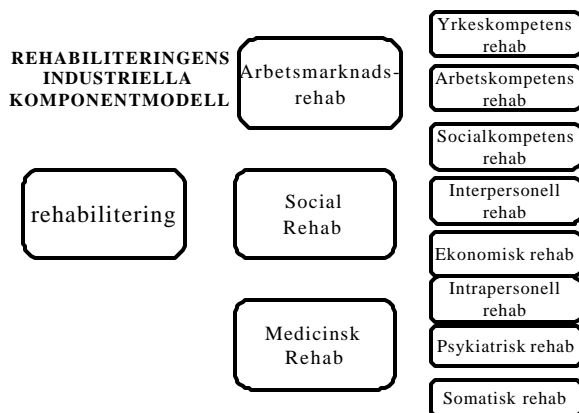 REHABILITERINGENS
INDUSTRIELLA
KOMPONENTMODELL
rehabilitering
Arbetsmarknads-
rehab
Social
Rehab
Medicinsk
Rehab
Yrkeskompetens
rehab
Arbetskompetens
rehab
Socialkompetens
rehab
Interpersonell
rehab
Ekonomisk rehab
Intrapersonell
rehab
Psykiatrisk rehab
Somatisk rehab